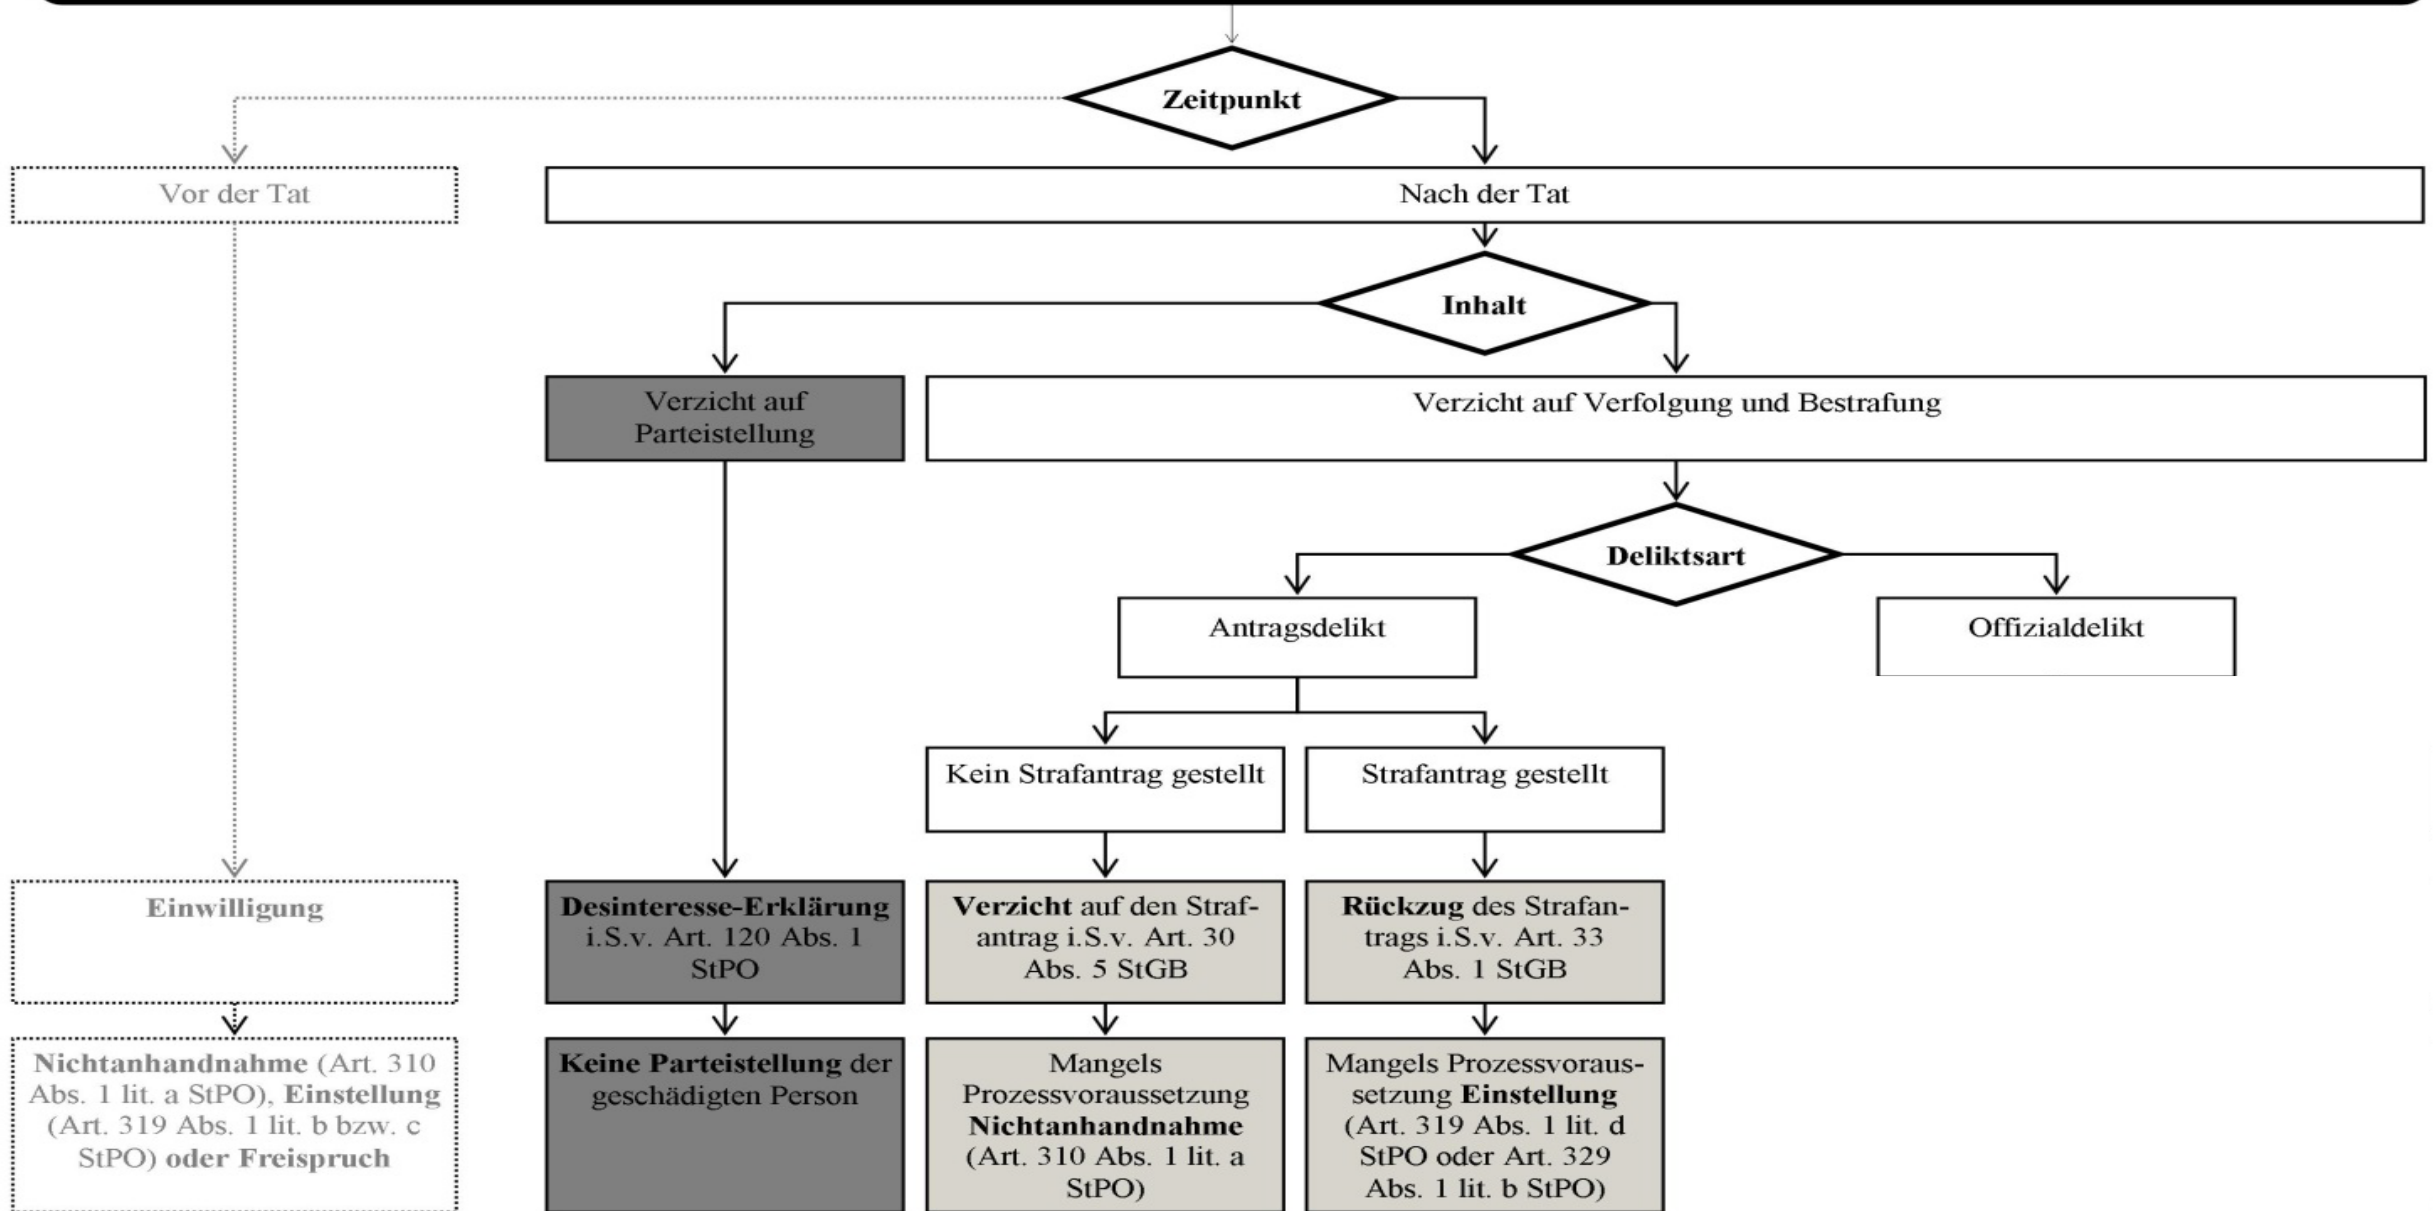 Zeitpunkt
Vor der Tat
Nach der Tat
Inhalt
Verzicht auf
Parteistellung
Verzicht auf Verfolgung und Bestrafung
Deliktsart
Antragsdelikt
Offizialdelikt
Kein Strafantrag gestellt
Strafantrag gestellt
Einwilligung
Desinteresse-Erklärung
i.S.v. Art. 120 Abs. 1
StPO
Verzicht auf den Straf-
antrag i.S.v. Art. 30
Abs. 5 StGB
Rückzug des Strafan-
trags i.S.v. Art. 33
Abs. 1 StGB
Nichtanhandnahme (Art. 310
Abs. 1 lit. a StPO), Einstellung
(Art. 319 Abs. 1 lit. b bzw. c
StPO) oder Freispruch
Keine Parteistellung der
geschädigten Person
Mangels
Prozessvoraussetzung
Nichtanhandnahme
(Art. 310 Abs. 1 lit. a
StPO)
Mangels Prozessvoraus-
setzung Einstellung
(Art. 319 Abs. 1 lit. d
StPO oder Art. 329
Abs. 1 lit. b StPO)